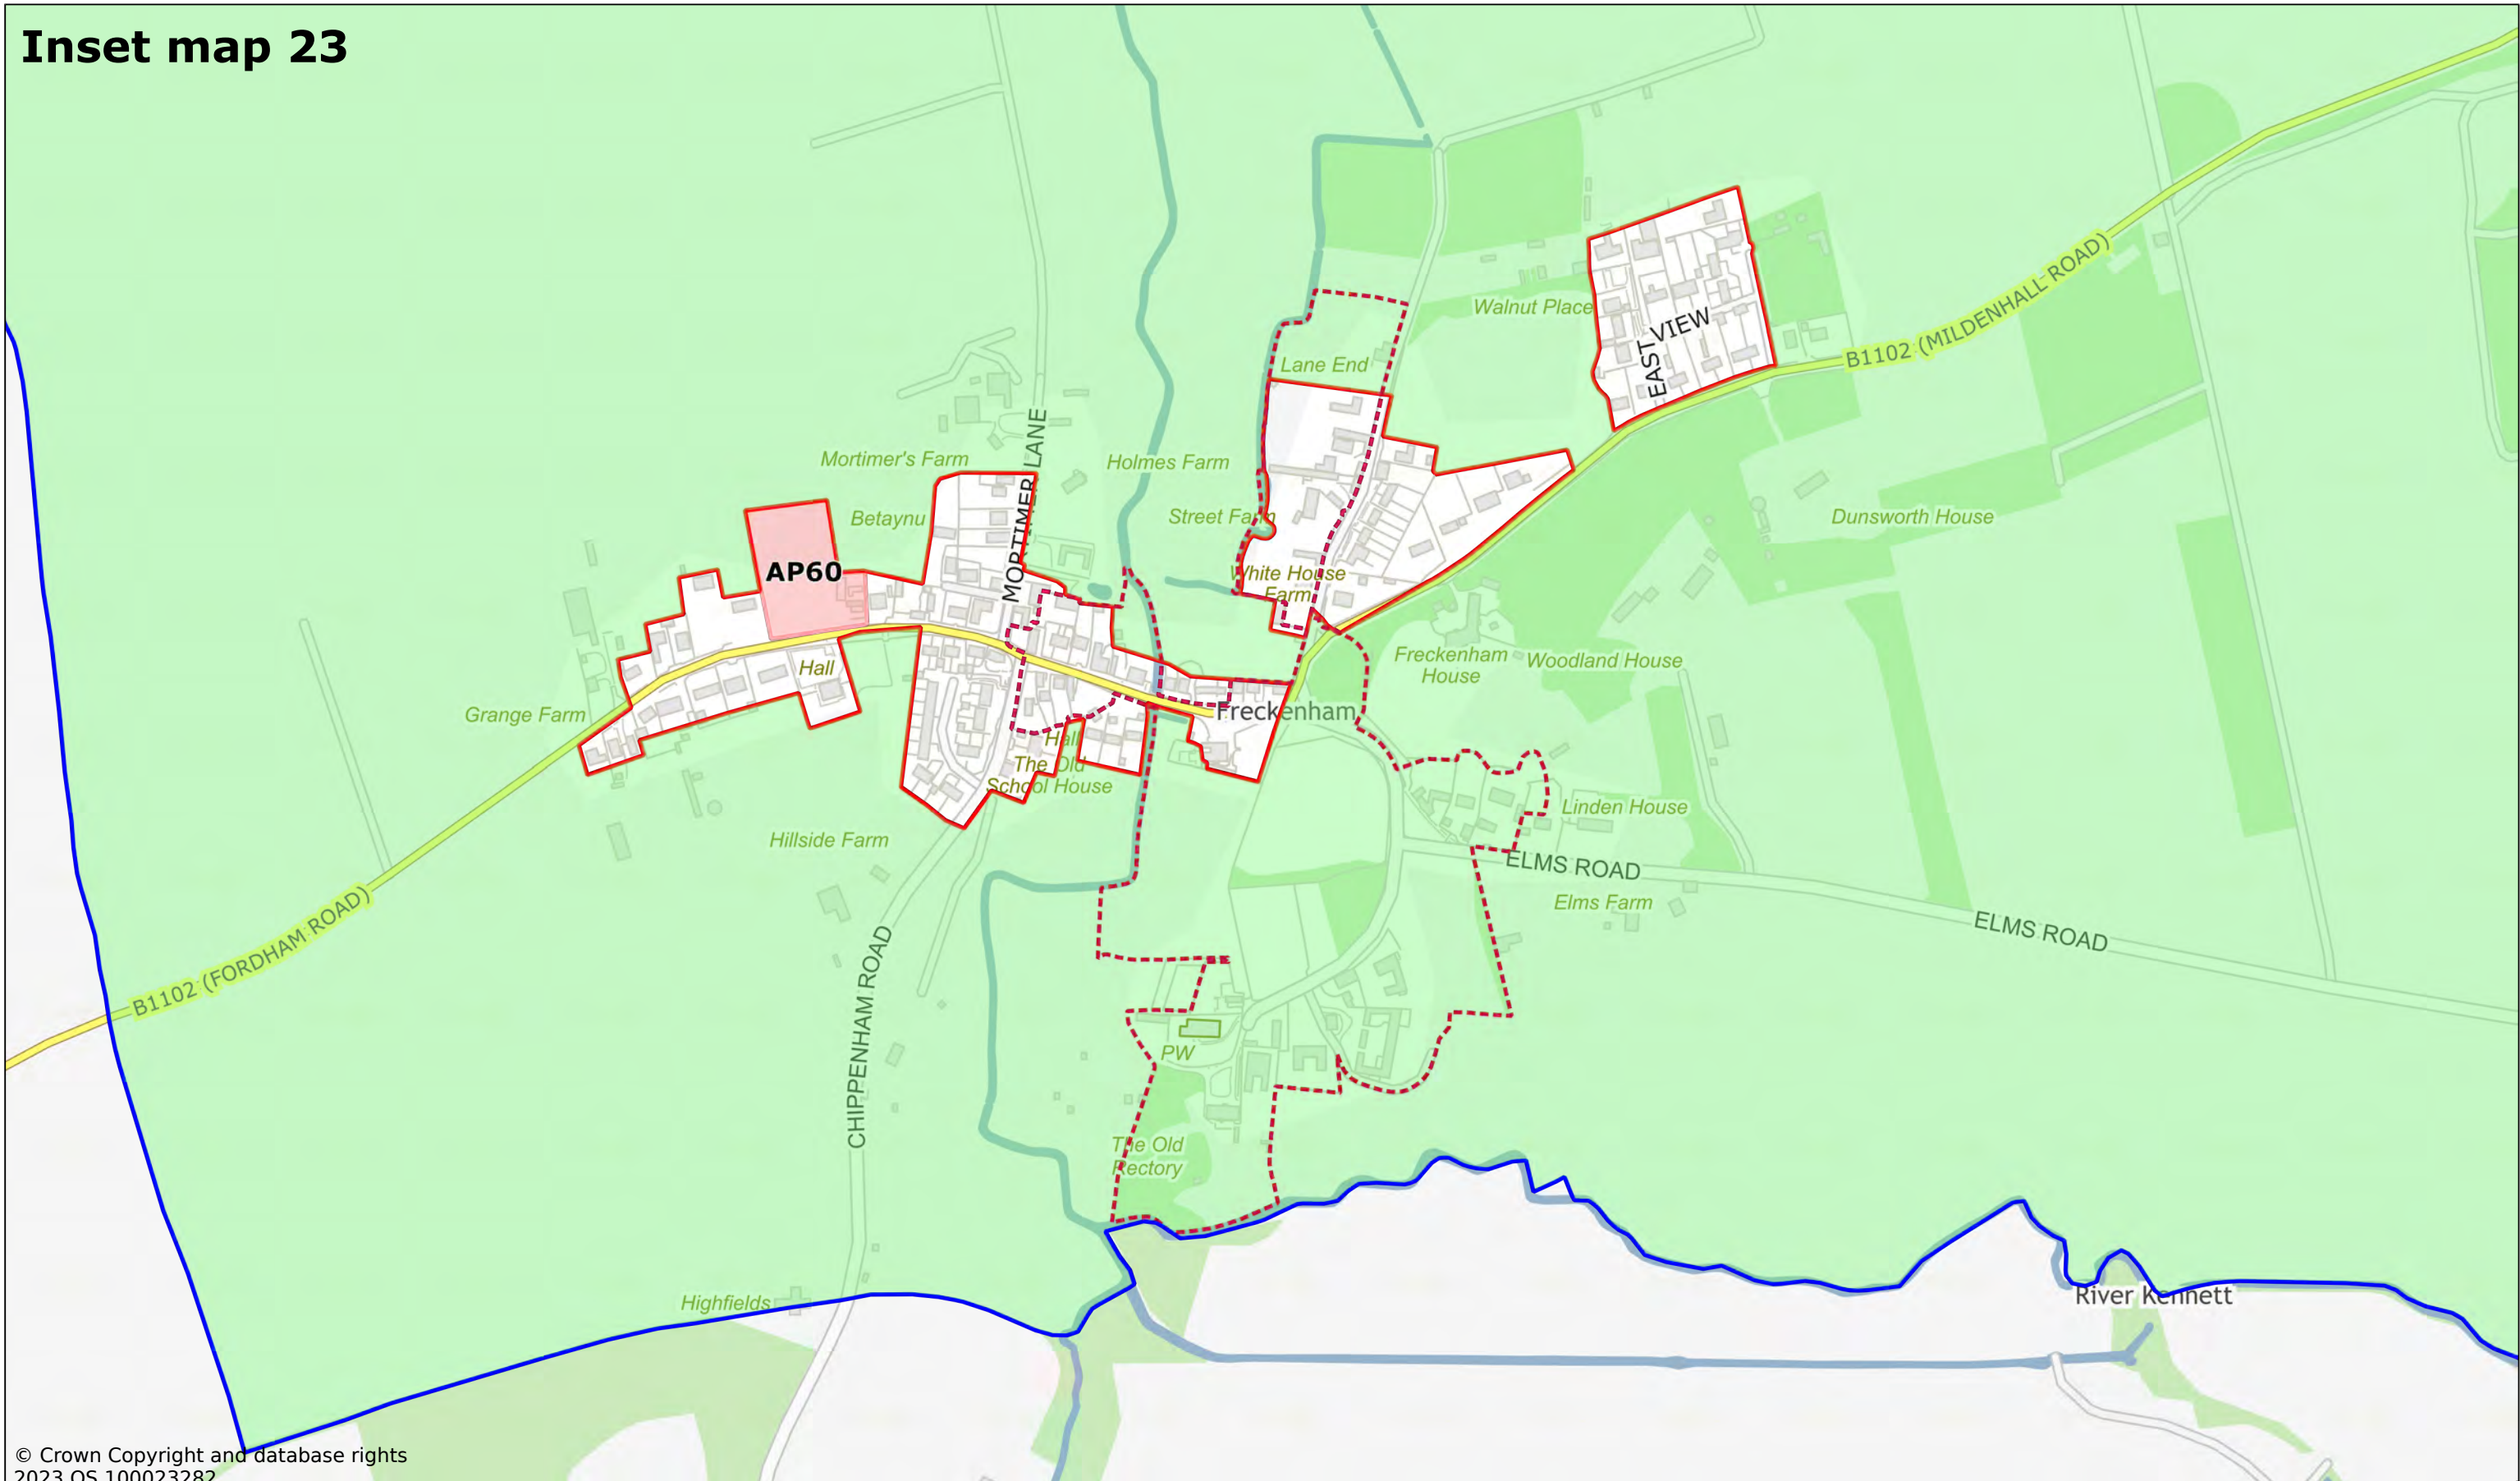 Inset map 23
Walnut Place
EAST VIEW
B1102 (MILDENHALL ROAD)
Lane End
MORTIMER LANE
Mortimer's Farm
Holmes Farm
Betaynu
Street Farm
Dunsworth House
AP60
White House
Farm
Hall
Freckenham
House
Woodland House
Grange Farm
Freckenham
Hall
The Old
School House
Linden House
Hillside Farm
ELMS ROAD
Elms Farm
ELMS ROAD
B1102 (FORDHAM ROAD)
CHIPPENHAM ROAD
PW
The Old
Rectory
Highfields
River Kennett
© Crown Copyright and database rights
2023 OS 100023282